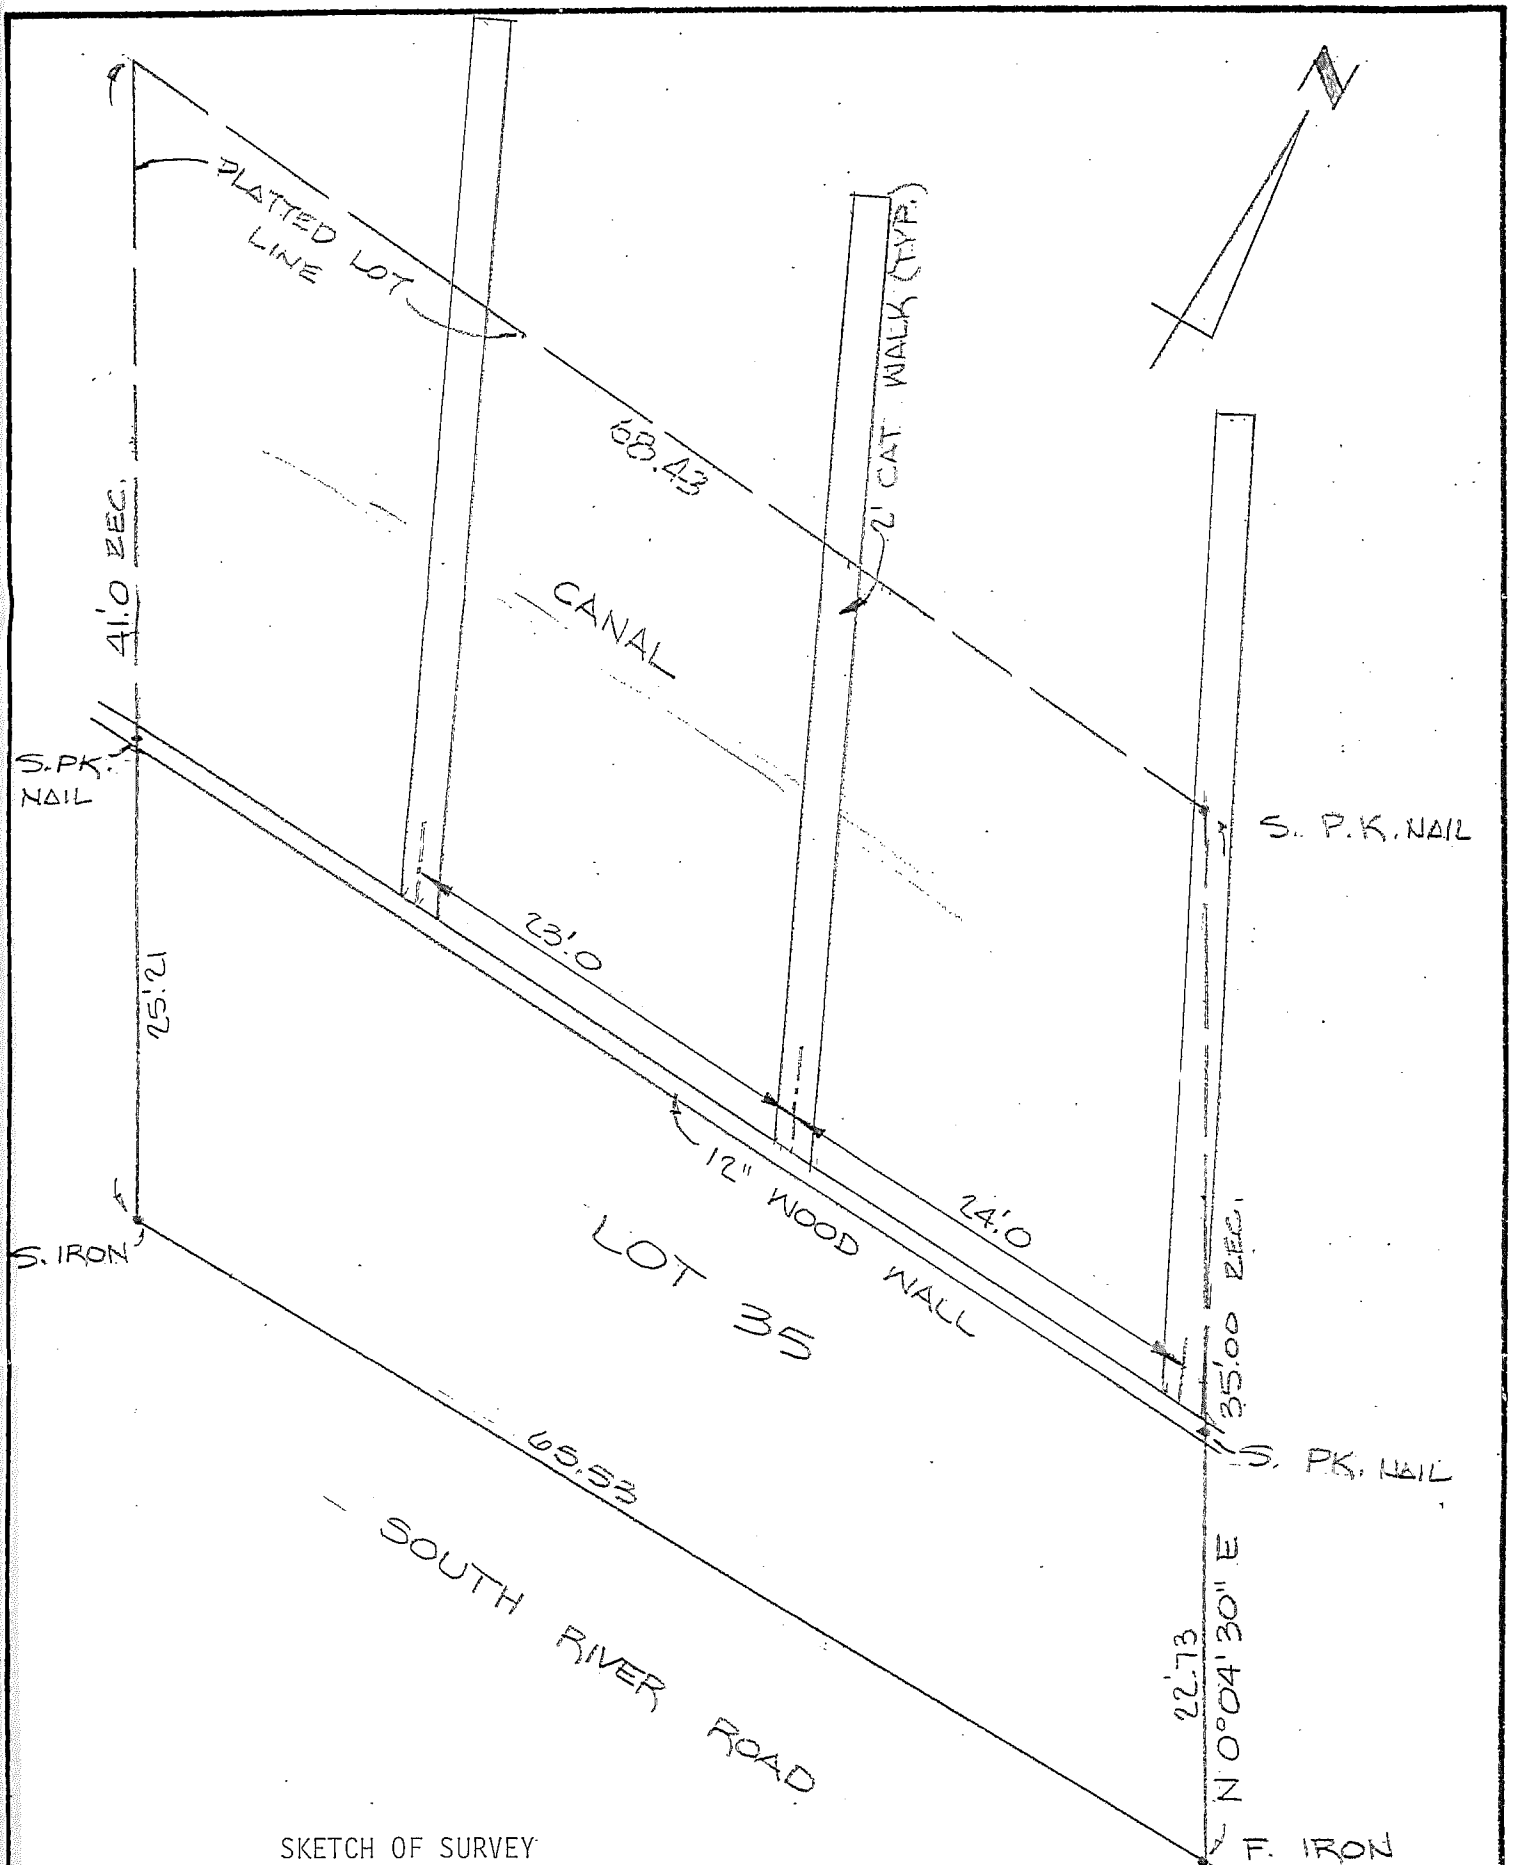 N
PLATTED LOT
LINE
2' CAT WALK (TYP.)
68.43
41.'0 REC.
CANAL
S. PK.
NAIL
S. P.K. NAIL
23.'0
25.'21
12" WOOD WALL
24.'0
35.'00 REC.
S. IRON
LOT 35
S. PK. NAIL
65.53
SOUTH RIVER ROAD
22.'73
N 0°04'30" E
SKETCH OF SURVEY
F. IRON